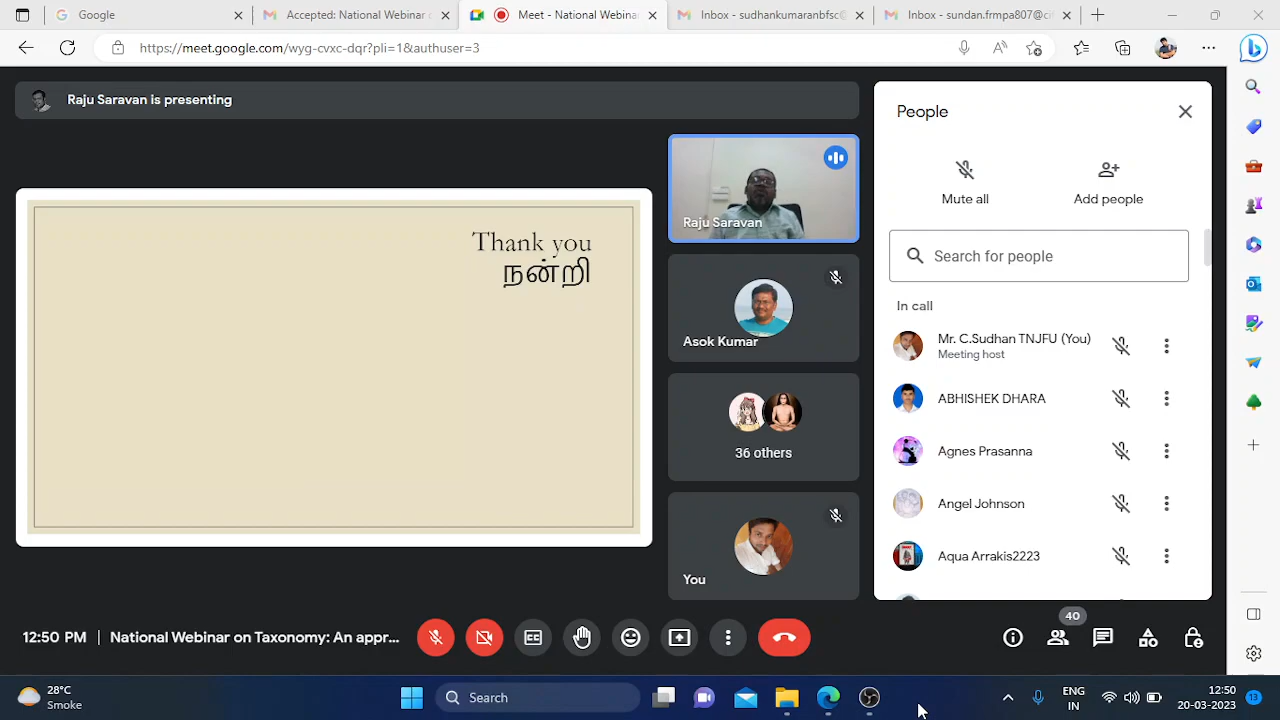 Google
Accepted: National Webinar c
Meet - National Webina
Inbox - sudhankumaranbfsc@
Inbox - sundan.frmpa807@ci
https://meet.google.com/wyg-cvxc-dqr?pli=1&authuser=3
Raju Saravan is presenting
Thank you
நன்றி
Raju Saravan
Asok Kumar
36 others
You
People
Mute all
Add people
Search for people
In call
Mr. C.Sudhan TNJFU (You)
Meeting host
ABHISHEK DHARA
Agnes Prasanna
Angel Johnson
Aqua Arrakis2223
12:50 PM | National Webinar on Taxonomy: An appr...
40
28°C
Smoke
Search
ENG
IN
12:50
20-03-2023
13